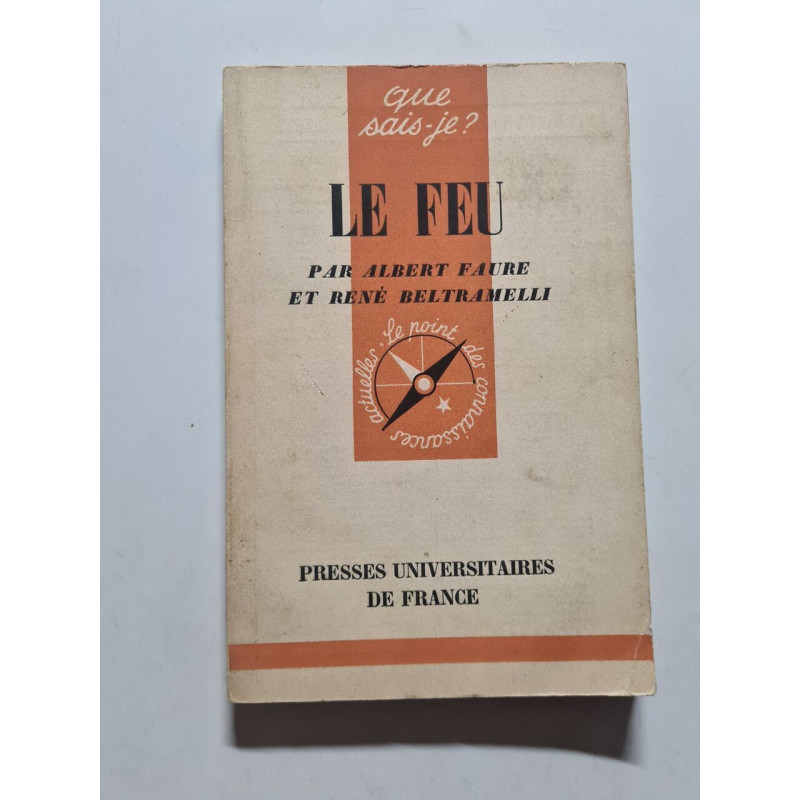 que
sais-je?
LE FEU
PAR ALBERT FAURE
ET RENÉ BELTRAMELLI
Le point des connaissances actuelles.
PRESSES UNIVERSITAIRES
DE FRANCE